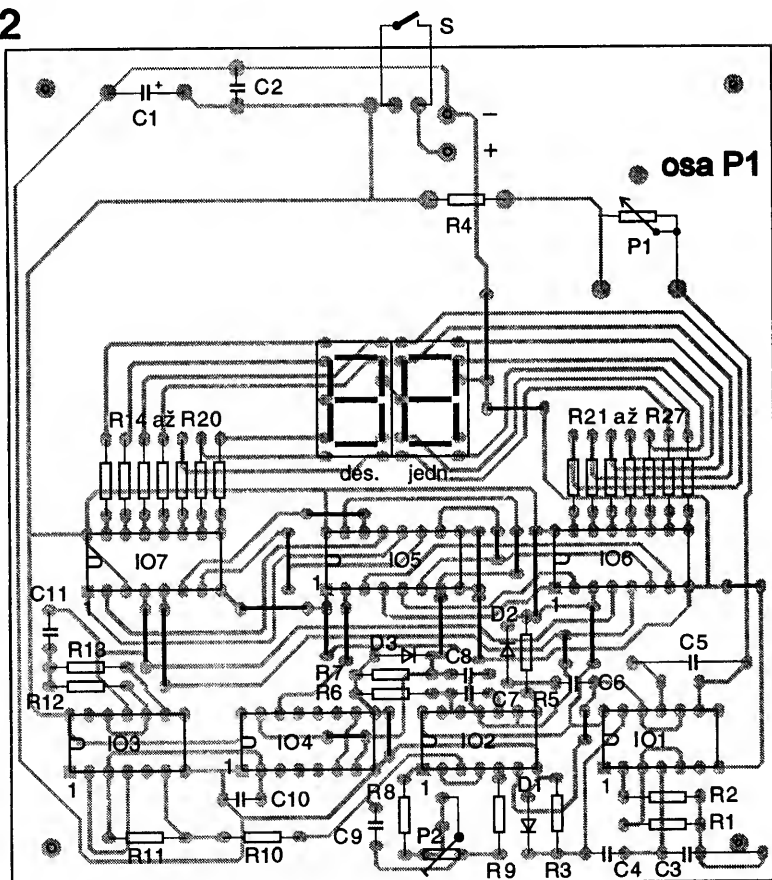 2
S
C2
C1
−
+
osa P1
R4
P1
R14 až R20
R21 až R27
des. jedn.
IO7
IO5
IO6
1
1
1
C11
D2
D3
C8
C5
R13
R7
R12
R6
C7
R5
C6
IO3
IO4
IO2
IO1
1
1
1
1
C10
R8
D1
R2
C9
P2
R1
R11
R10
R9
R3
C4
C3